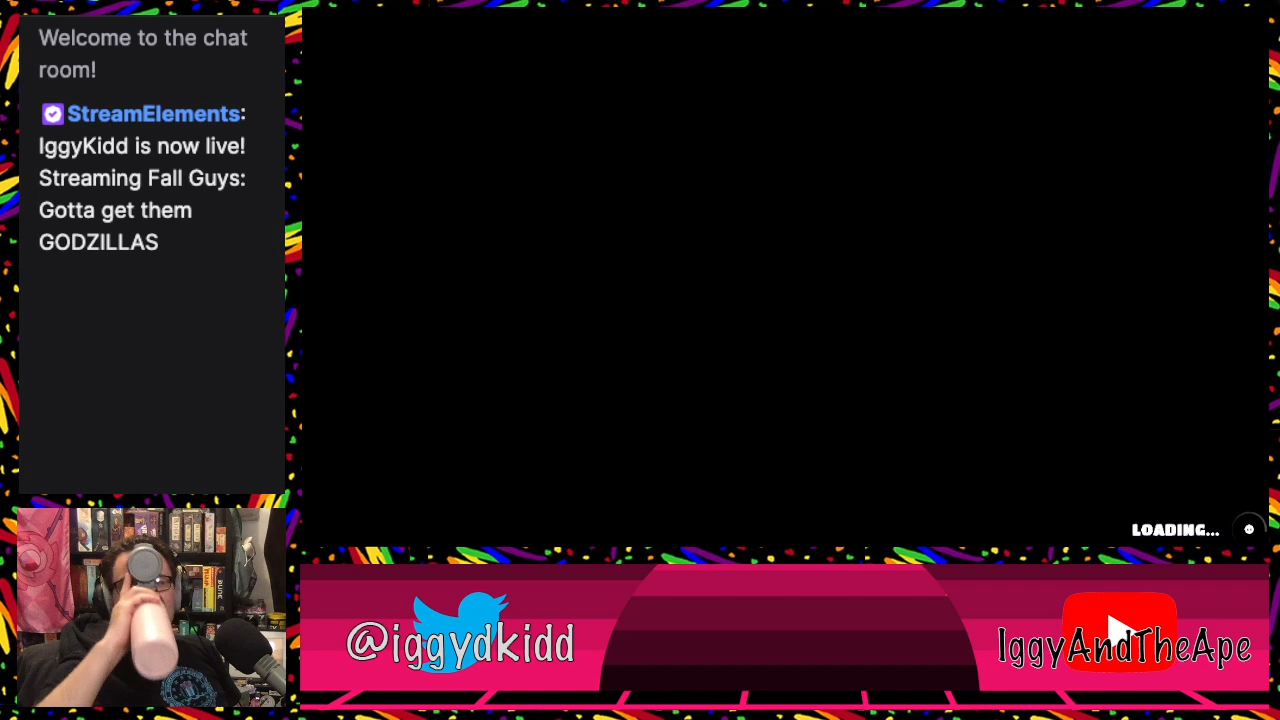 Welcome to the chat
room!
StreamElements:
IggyKidd is now live!
Streaming Fall Guys:
Gotta get them
GODZILLAS
LOADING...
@iggydkidd
IggyAndTheApe